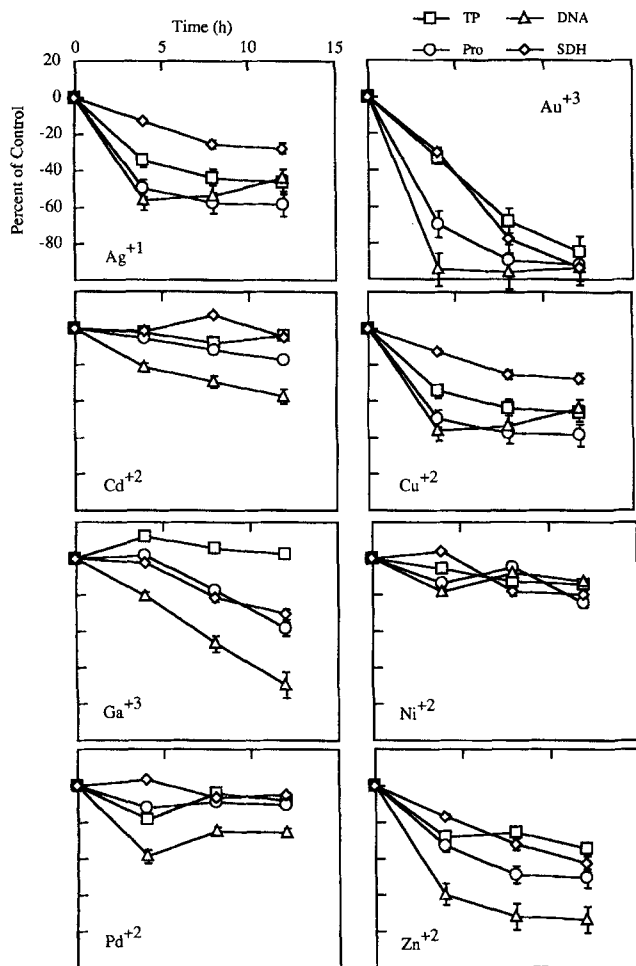 Time (h)
TP DNA
Pro SDH
0 5 10 15
20
0
-20
-40
-60
-80
Percent of Control
Ag+1
Au+3
Cd+2
Cu+2
Ga+3
Ni+2
Pd+2
Zn+2